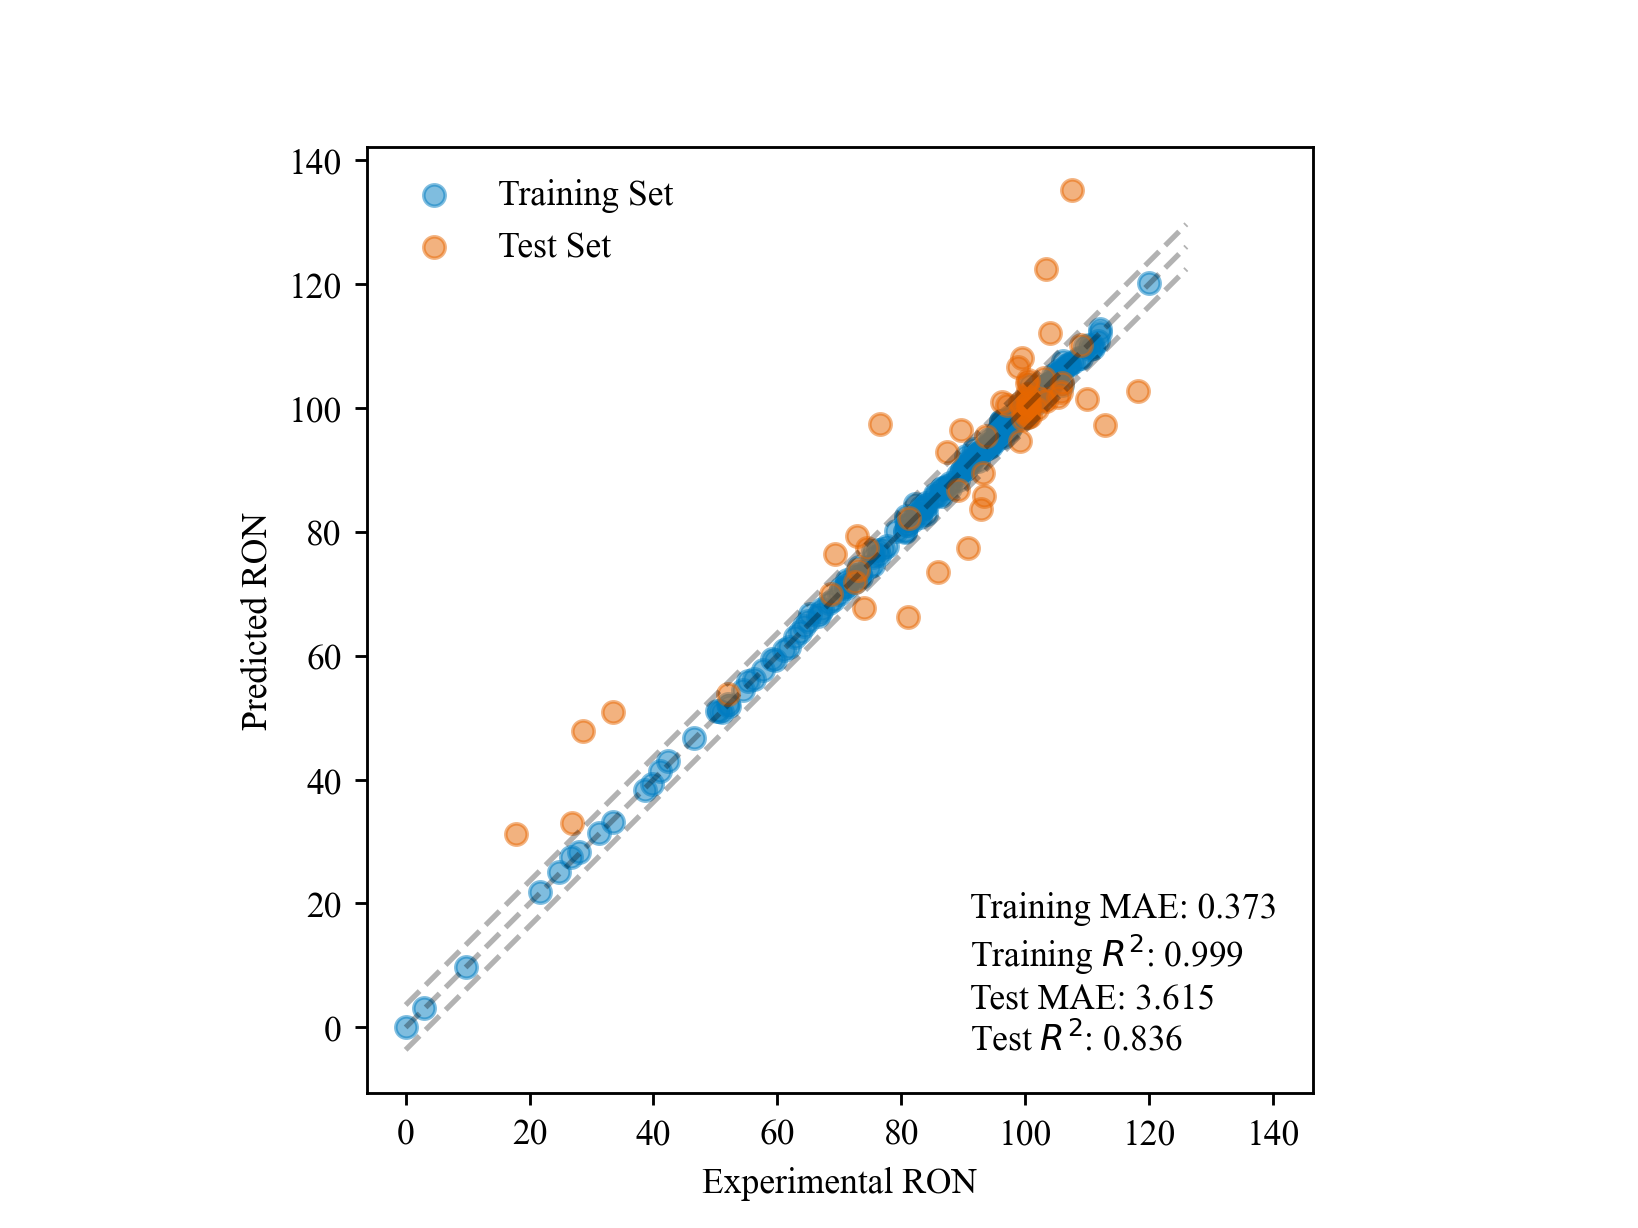 140
120
100
80
60
40
20
0
Predicted RON
Training Set
Test Set
Training MAE: 0.373
Training R²: 0.999
Test MAE: 3.615
Test R²: 0.836
0 20 40 60 80 100 120 140
Experimental RON